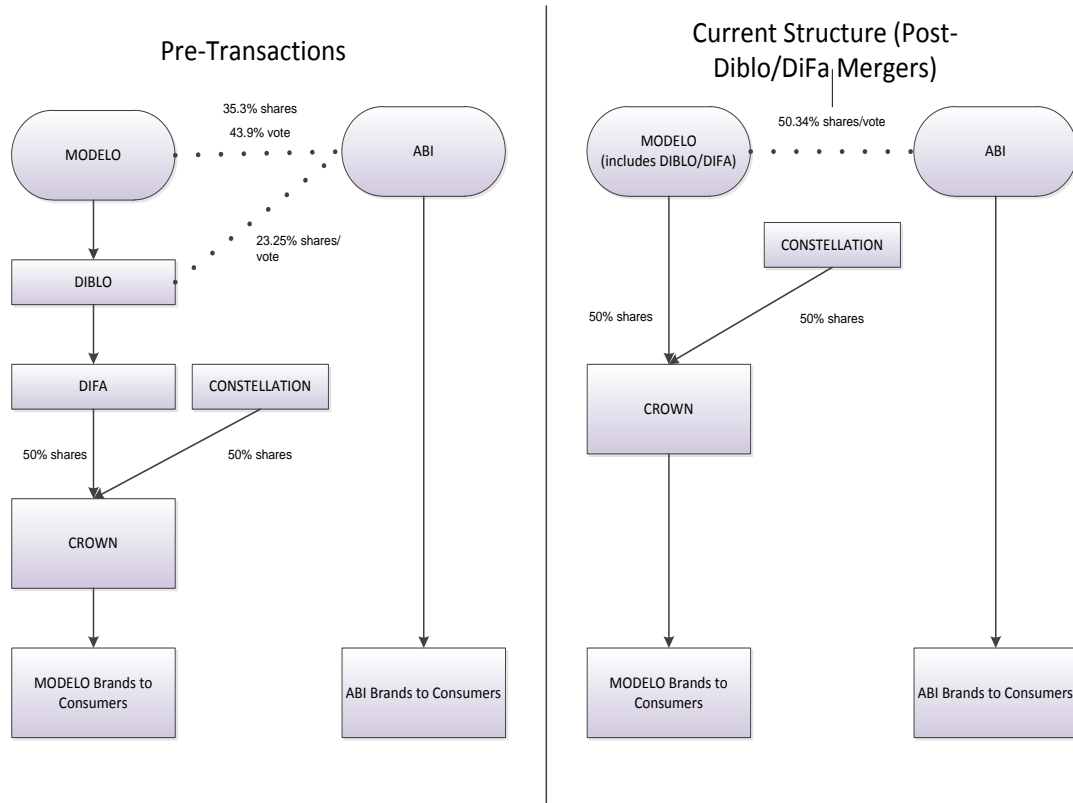 Pre-Transactions
35.3% shares
43.9% vote
MODELO
ABI
23.25% shares/
vote
DIBLO
DIFA
CONSTELLATION
50% shares
50% shares
CROWN
MODELO Brands to
Consumers
ABI Brands to Consumers
Current Structure (Post-
Diblo/DiFa Mergers)
50.34% shares/vote
MODELO
(includes DIBLO/DIFA)
ABI
CONSTELLATION
50% shares
50% shares
CROWN
MODELO Brands to
Consumers
ABI Brands to Consumers